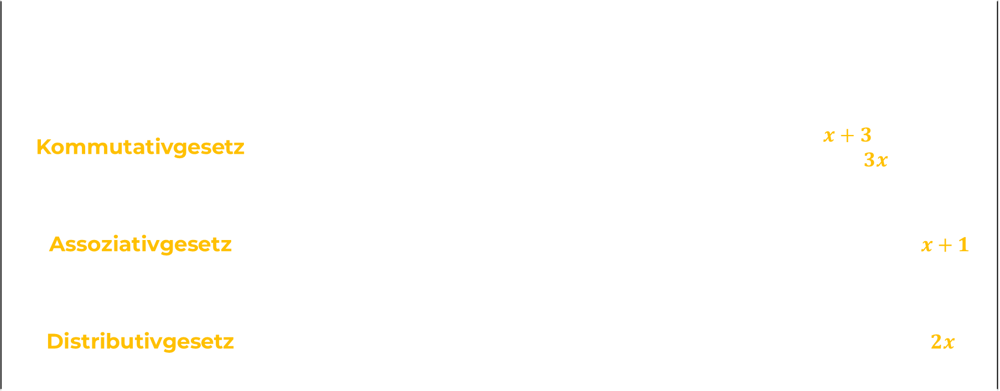 Kommutativgesetz
x + 3
3x
Assoziativgesetz
x + 1
Distributivgesetz
2x